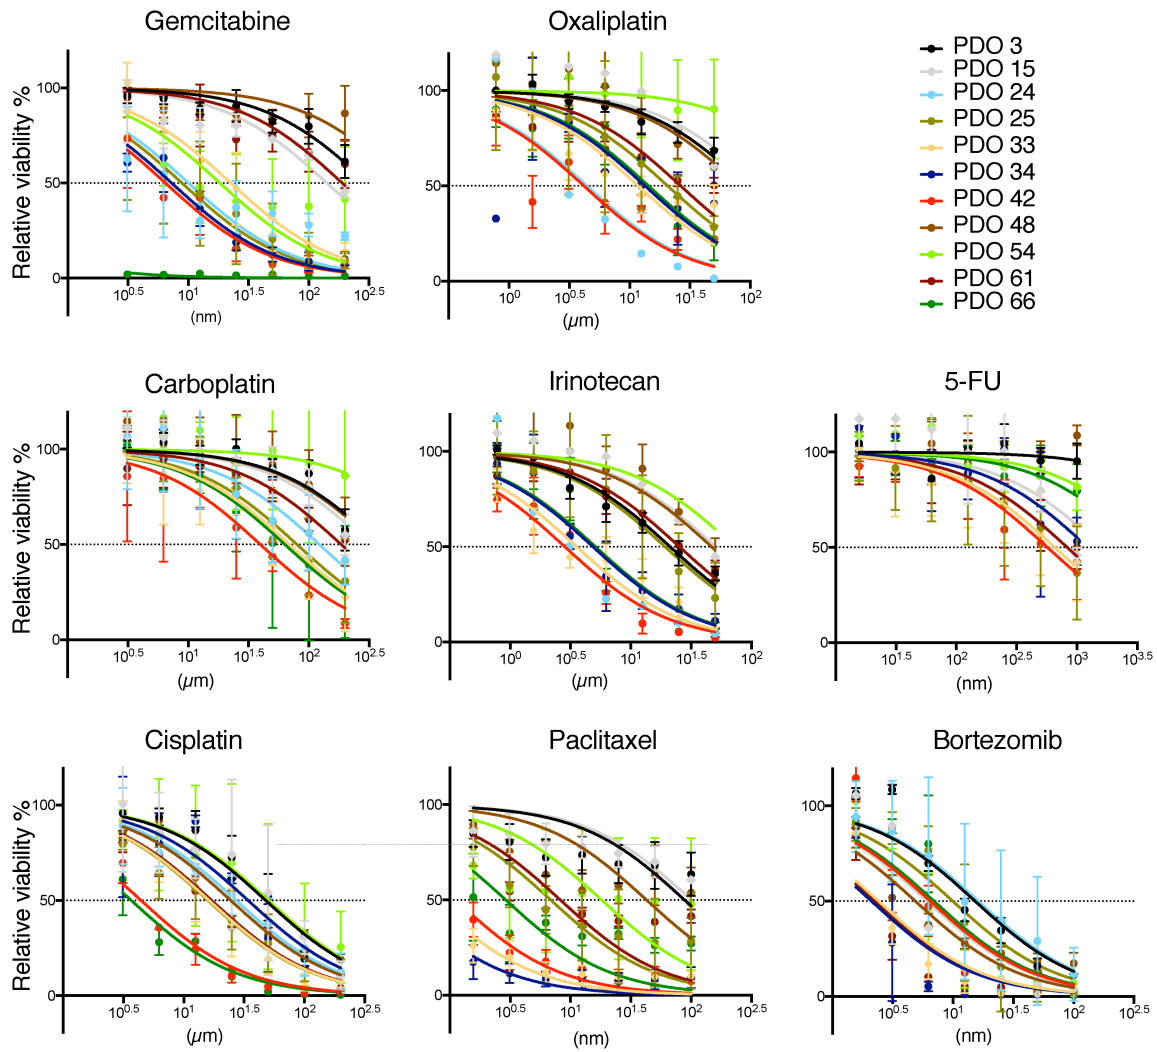 Gemcitabine
Oxaliplatin
Relative viability %
100
50
0
10^0.5
10^1
10^1.5
10^2
10^2.5
(nm)
100
50
0
10^0
10^0.5
10^1
10^1.5
10^2
(µm)
PDO 3
PDO 15
PDO 24
PDO 25
PDO 33
PDO 34
PDO 42
PDO 48
PDO 54
PDO 61
PDO 66
Carboplatin
Irinotecan
5-FU
Relative viability %
100
50
0
10^0.5
10^1
10^1.5
10^2
10^2.5
(µm)
100
50
0
10^0
10^0.5
10^1
10^1.5
10^2
(µm)
100
50
0
10^1.5
10^2
10^2.5
10^3
10^3.5
(nm)
Cisplatin
Paclitaxel
Bortezomib
Relative viability %
100
50
0
10^0.5
10^1
10^1.5
10^2
10^2.5
(µm)
100
50
0
10^0.5
10^1
10^1.5
10^2
10^2.5
(nm)
100
50
0
10^0.5
10^1
10^1.5
10^2
10^2.5
(nm)